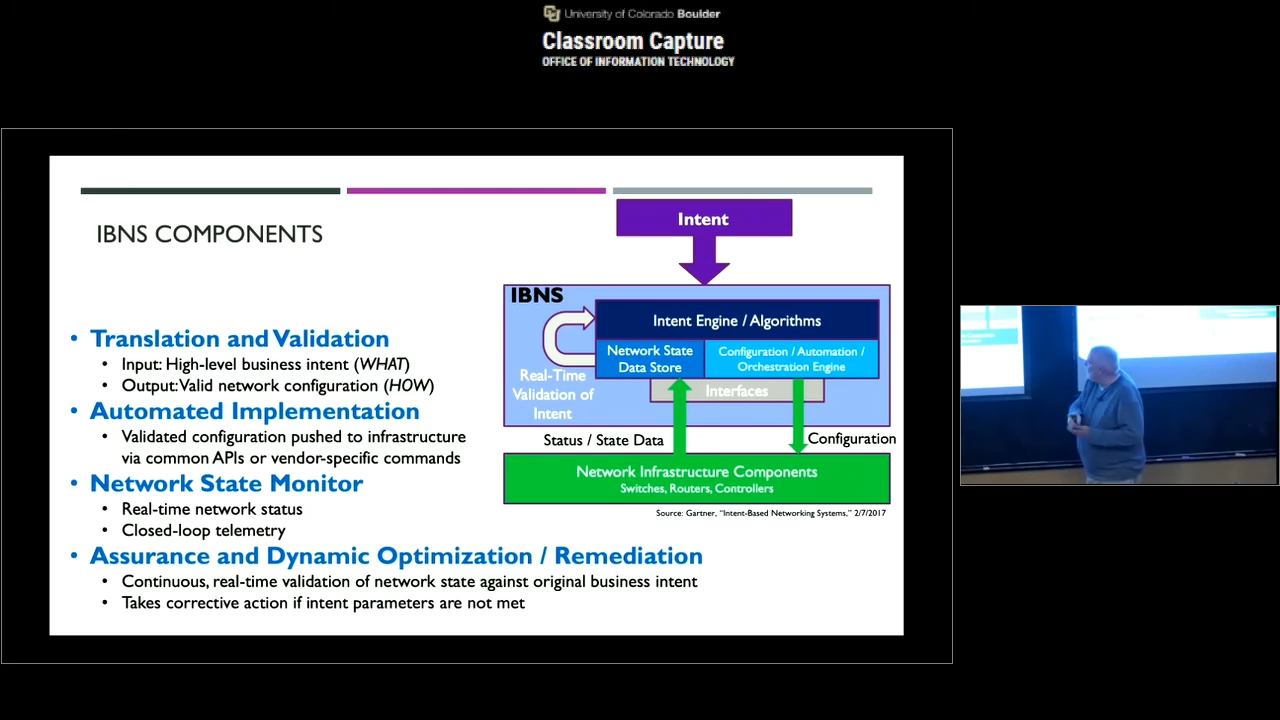 University of Colorado Boulder
Classroom Capture
OFFICE OF INFORMATION TECHNOLOGY
IBNS COMPONENTS
• Translation and Validation
• Input: High-level business intent (WHAT)
• Output: Valid network configuration (HOW)
• Automated Implementation
• Validated configuration pushed to infrastructure
via common APIs or vendor-specific commands
• Network State Monitor
• Real-time network status
• Closed-loop telemetry
• Assurance and Dynamic Optimization / Remediation
• Continuous, real-time validation of network state against original business intent
• Takes corrective action if intent parameters are not met
Intent
IBNS
Intent Engine / Algorithms
Network State
Data Store
Configuration / Automation /
Orchestration Engine
Real-Time
Validation of
Intent
Interfaces
Status / State Data
Configuration
Network Infrastructure Components
Switches, Routers, Controllers
Source: Gartner, "Intent-Based Networking Systems," 2/7/2017